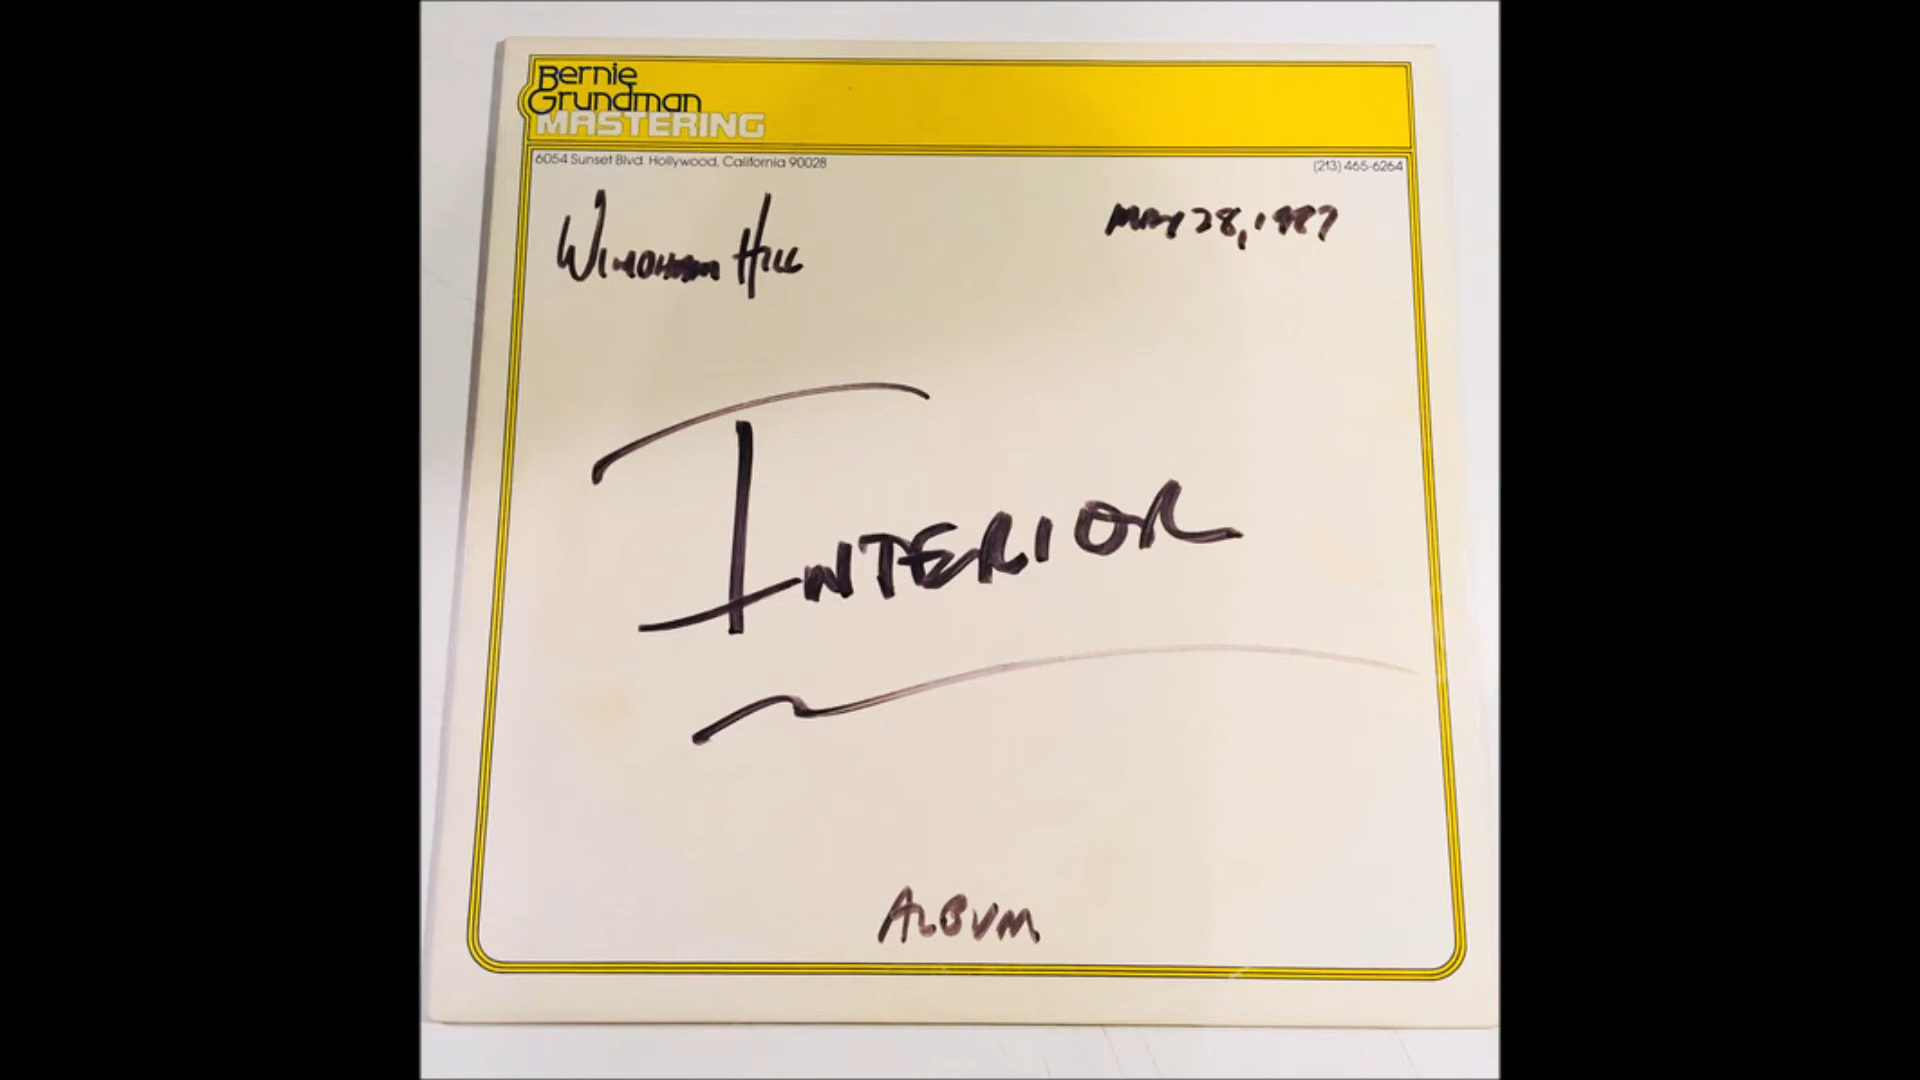 Bernie
Grundman
MASTERING
6054 Sunset Blvd. Hollywood, California 90028
(213) 465-6264
WINDHAM HILL
MAY 28, 1987
INTERIOR
ALBUM